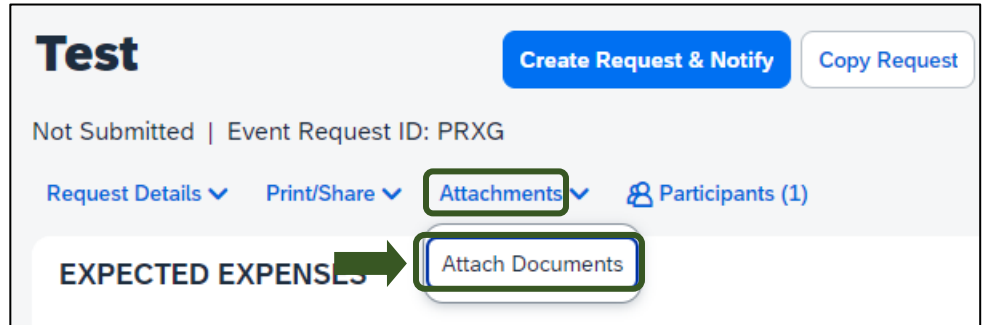 Test
Create Request & Notify
Copy Request
Not Submitted | Event Request ID: PRXG
Request Details Print/Share Attachments Participants (1)
Attach Documents
EXPECTED EXPENSES